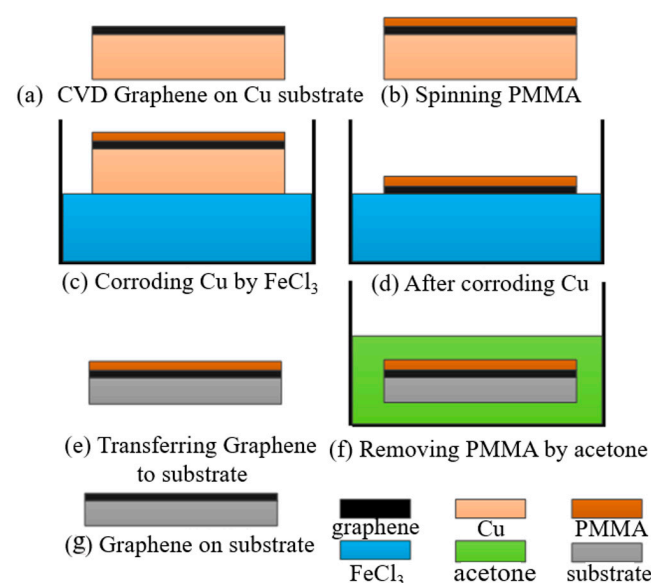 (a) CVD Graphene on Cu substrate
(b) Spinning PMMA
(c) Corroding Cu by FeCl₃
(d) After corroding Cu
(e) Transferring Graphene
to substrate
(f) Removing PMMA by acetone
(g) Graphene on substrate
graphene
Cu
PMMA
FeCl₃
acetone
substrate